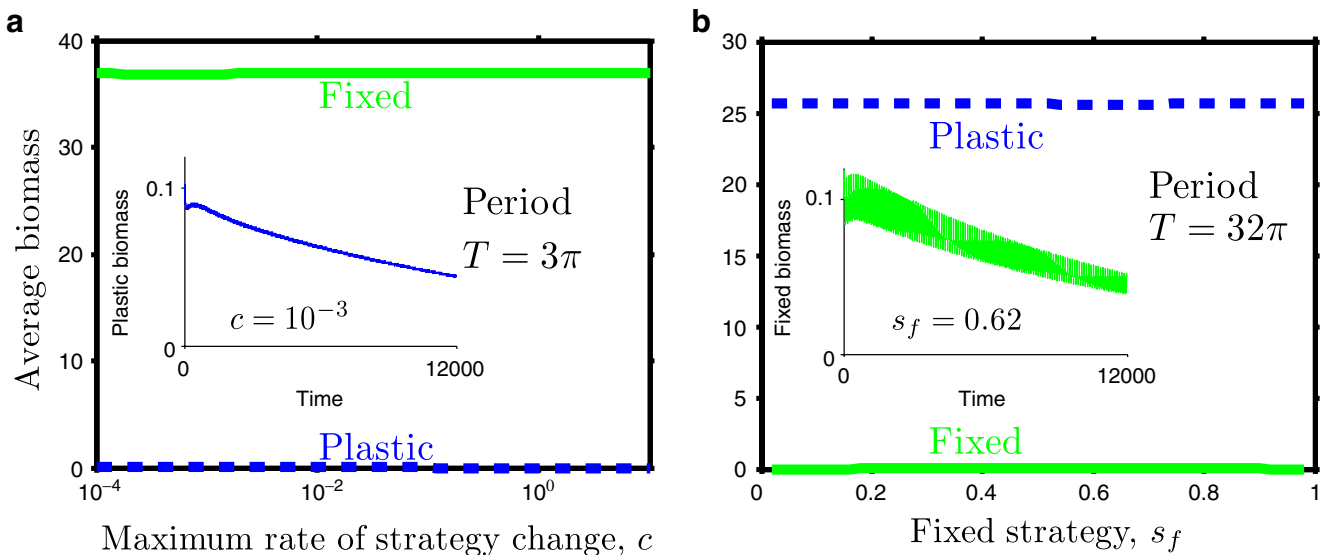 a
Average biomass
40
30
20
10
0
Fixed
Plastic biomass
0.1
0
0
12000
Time
c = 10⁻³
Period
T = 3π
Plastic
10⁻⁴
10⁻²
10⁰
Maximum rate of strategy change, c
b
30
25
20
15
10
5
0
Plastic
Fixed biomass
0.1
0
0
12000
Time
s_f = 0.62
Period
T = 32π
Fixed
0
0.2
0.4
0.6
0.8
1
Fixed strategy, s_f